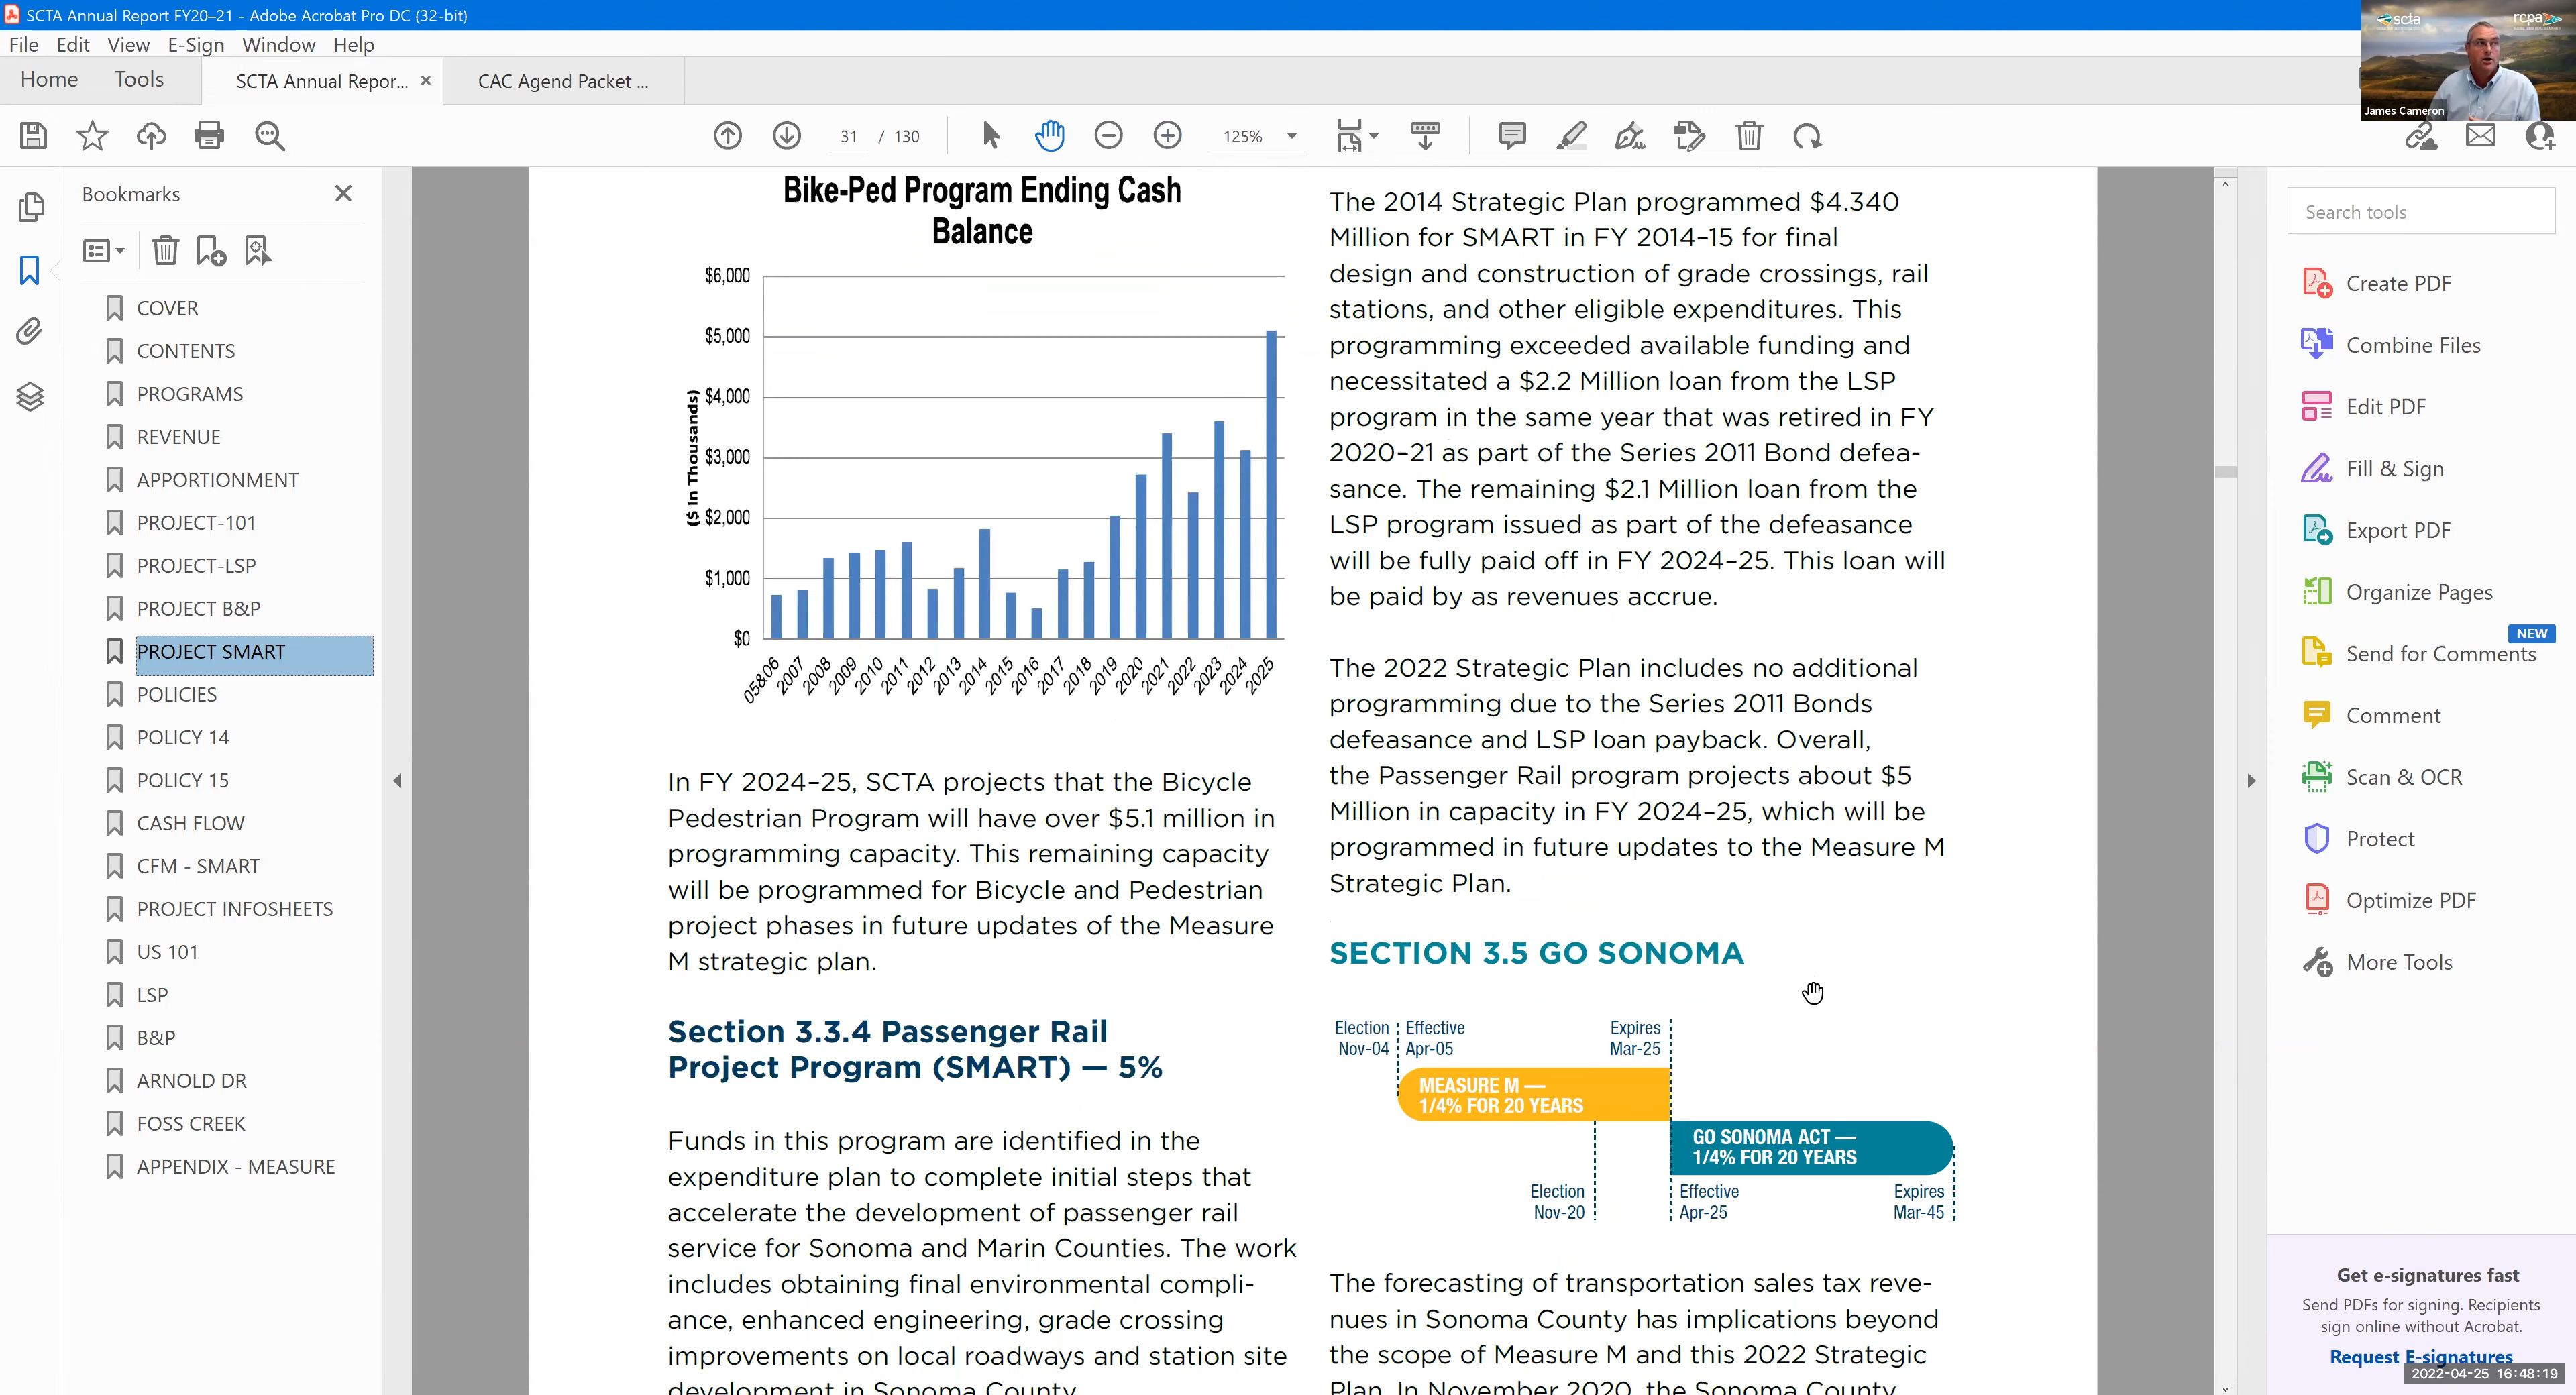 SCTA Annual Report FY20–21 - Adobe Acrobat Pro DC (32-bit)
File Edit View E-Sign Window Help
Home Tools SCTA Annual Repor... CAC Agend Packet ...
31 / 130 125%
scta
rcpa
James Cameron
Bookmarks
COVER
CONTENTS
PROGRAMS
REVENUE
APPORTIONMENT
PROJECT-101
PROJECT-LSP
PROJECT B&P
PROJECT SMART
POLICIES
POLICY 14
POLICY 15
CASH FLOW
CFM - SMART
PROJECT INFOSHEETS
US 101
LSP
B&P
ARNOLD DR
FOSS CREEK
APPENDIX - MEASURE
Bike-Ped Program Ending Cash
Balance
($ in Thousands)
$6,000
$5,000
$4,000
$3,000
$2,000
$1,000
$0
05&06 2007 2008 2009 2010 2011 2012 2013 2014 2015 2016 2017 2018 2019 2020 2021 2022 2023 2024 2025
In FY 2024–25, SCTA projects that the Bicycle
Pedestrian Program will have over $5.1 million in
programming capacity. This remaining capacity
will be programmed for Bicycle and Pedestrian
project phases in future updates of the Measure
M strategic plan.
Section 3.3.4 Passenger Rail
Project Program (SMART) — 5%
Funds in this program are identified in the
expenditure plan to complete initial steps that
accelerate the development of passenger rail
service for Sonoma and Marin Counties. The work
includes obtaining final environmental compli-
ance, enhanced engineering, grade crossing
improvements on local roadways and station site
development in Sonoma County.
The 2014 Strategic Plan programmed $4.340
Million for SMART in FY 2014–15 for final
design and construction of grade crossings, rail
stations, and other eligible expenditures. This
programming exceeded available funding and
necessitated a $2.2 Million loan from the LSP
program in the same year that was retired in FY
2020–21 as part of the Series 2011 Bond defea-
sance. The remaining $2.1 Million loan from the
LSP program issued as part of the defeasance
will be fully paid off in FY 2024–25. This loan will
be paid by as revenues accrue.
The 2022 Strategic Plan includes no additional
programming due to the Series 2011 Bonds
defeasance and LSP loan payback. Overall,
the Passenger Rail program projects about $5
Million in capacity in FY 2024–25, which will be
programmed in future updates to the Measure M
Strategic Plan.
SECTION 3.5 GO SONOMA
Election Effective Expires
Nov-04 Apr-05 Mar-25
MEASURE M —
1/4% FOR 20 YEARS
GO SONOMA ACT —
1/4% FOR 20 YEARS
Election Effective Expires
Nov-20 Apr-25 Mar-45
The forecasting of transportation sales tax reve-
nues in Sonoma County has implications beyond
the scope of Measure M and this 2022 Strategic
Plan. In November 2020, the Sonoma County
Search tools
Create PDF
Combine Files
Edit PDF
Fill & Sign
Export PDF
Organize Pages
NEW
Send for Comments
Comment
Scan & OCR
Protect
Optimize PDF
More Tools
Get e-signatures fast
Send PDFs for signing. Recipients
sign online without Acrobat.
Request E-signatures
2022-04-25 16:48:19